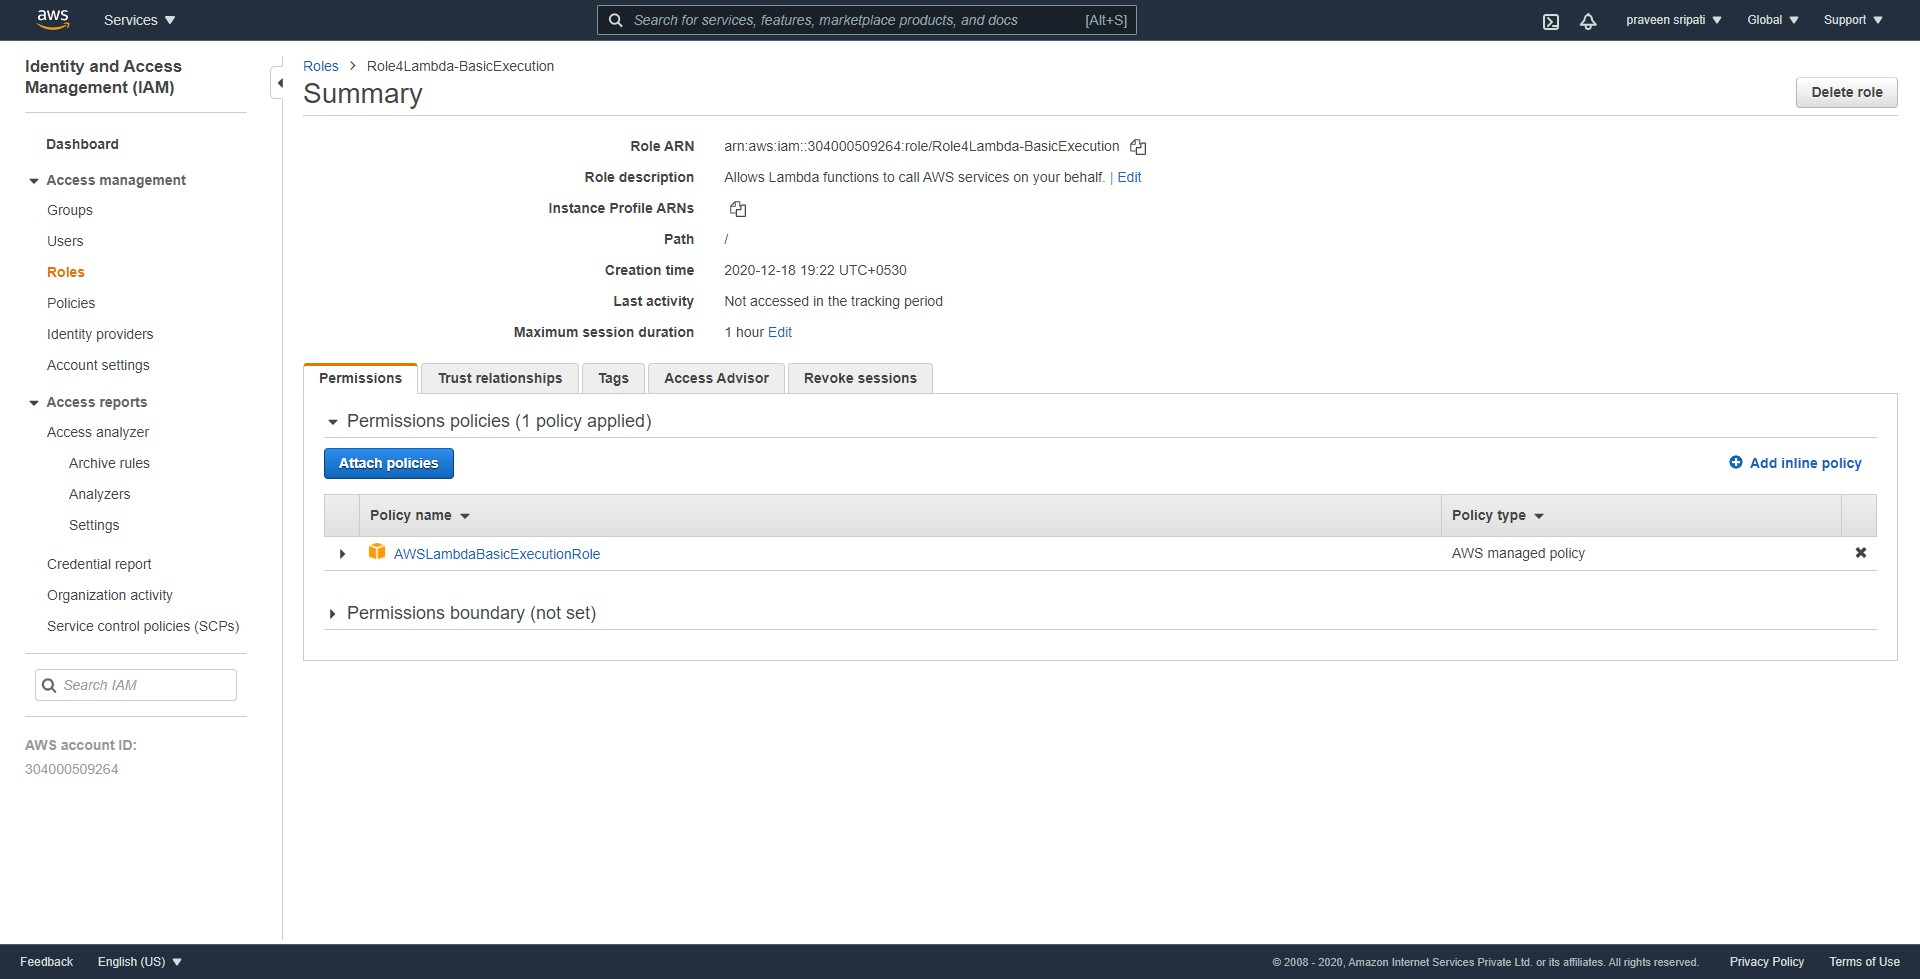 aws
Services
Search for services, features, marketplace products, and docs [Alt+S]
praveen sripati
Global
Support
Identity and Access
Management (IAM)
Dashboard
Access management
Groups
Users
Roles
Policies
Identity providers
Account settings
Access reports
Access analyzer
Archive rules
Analyzers
Settings
Credential report
Organization activity
Service control policies (SCPs)
Search IAM
AWS account ID:
304000509264
Roles > Role4Lambda-BasicExecution
Summary
Delete role
Role ARN arn:aws:iam::304000509264:role/Role4Lambda-BasicExecution
Role description Allows Lambda functions to call AWS services on your behalf. | Edit
Instance Profile ARNs
Path /
Creation time 2020-12-18 19:22 UTC+0530
Last activity Not accessed in the tracking period
Maximum session duration 1 hour Edit
Permissions
Trust relationships
Tags
Access Advisor
Revoke sessions
Permissions policies (1 policy applied)
Attach policies
Add inline policy
Policy name
Policy type
AWSLambdaBasicExecutionRole
AWS managed policy
Permissions boundary (not set)
Feedback
English (US)
© 2008 - 2020, Amazon Internet Services Private Ltd. or its affiliates. All rights reserved.
Privacy Policy
Terms of Use